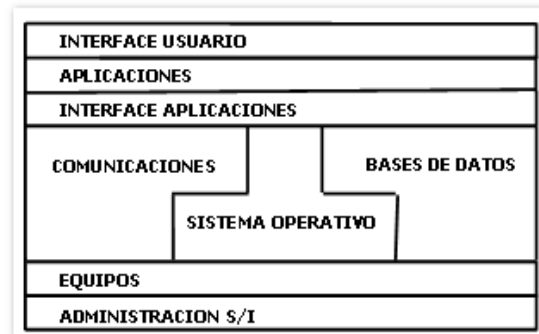 INTERFACE USUARIO
APLICACIONES
INTERFACE APLICACIONES
COMUNICACIONES
BASES DE DATOS
SISTEMA OPERATIVO
EQUIPOS
ADMINISTRACION S/I